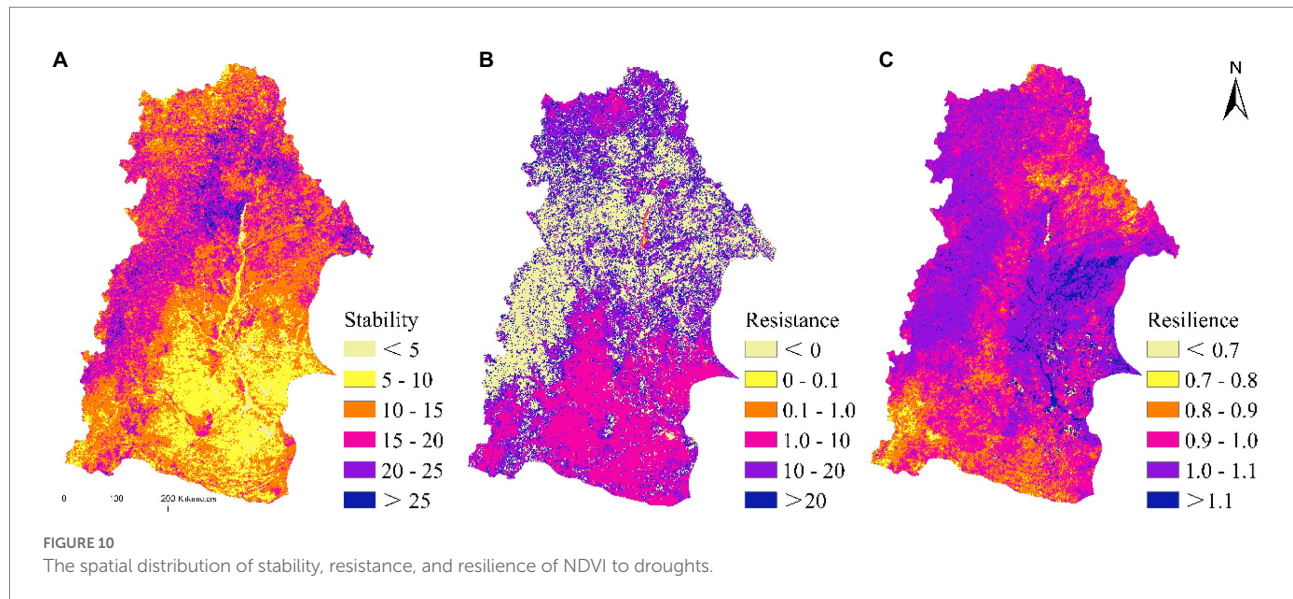 A
B
C
N
Stability
< 5
5 - 10
10 - 15
15 - 20
20 - 25
> 25
0 100 200 Kilometers
Resistance
< 0
0 - 0.1
0.1 - 1.0
1.0 - 10
10 - 20
>20
Resilience
< 0.7
0.7 - 0.8
0.8 - 0.9
0.9 - 1.0
1.0 - 1.1
>1.1
FIGURE 10
The spatial distribution of stability, resistance, and resilience of NDVI to droughts.